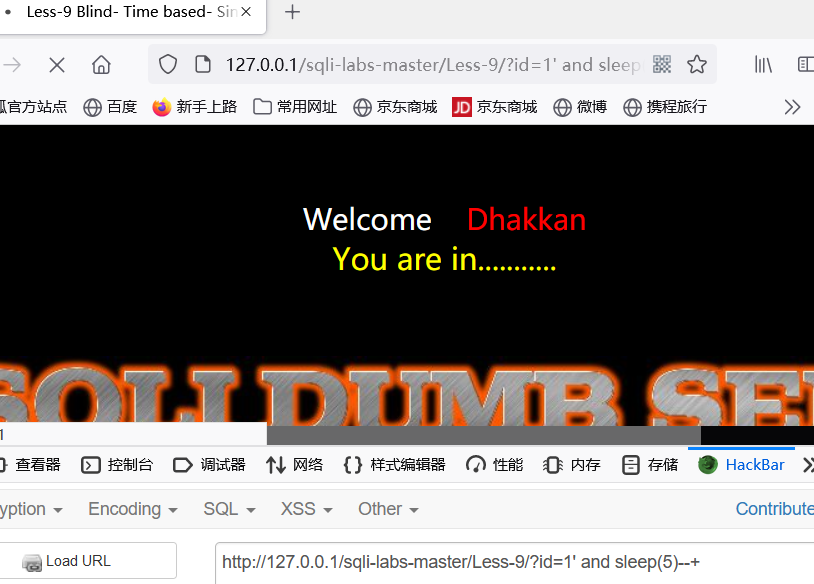 Less-9 Blind- Time based- Sin
127.0.0.1/sqli-labs-master/Less-9/?id=1' and sleep
狐官方站点 百度 新手上路 常用网址 京东商城 JD 京东商城 微博 携程旅行
Welcome Dhakkan
You are in...........
SQLI DUMB SE
1
查看器 控制台 调试器 网络 样式编辑器 性能 内存 存储 HackBar
yption Encoding SQL XSS Other Contribute
Load URL http://127.0.0.1/sqli-labs-master/Less-9/?id=1' and sleep(5)--+